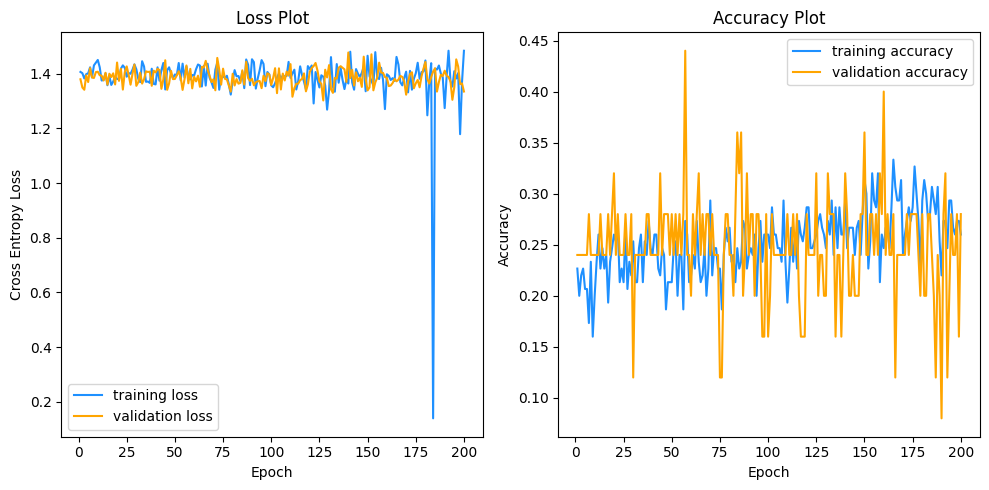 Loss Plot
Cross Entropy Loss
1.4
1.2
1.0
0.8
0.6
0.4
0.2
training loss
validation loss
0 25 50 75 100 125 150 175 200
Epoch
Accuracy Plot
Accuracy
0.45
0.40
0.35
0.30
0.25
0.20
0.15
0.10
training accuracy
validation accuracy
0 25 50 75 100 125 150 175 200
Epoch